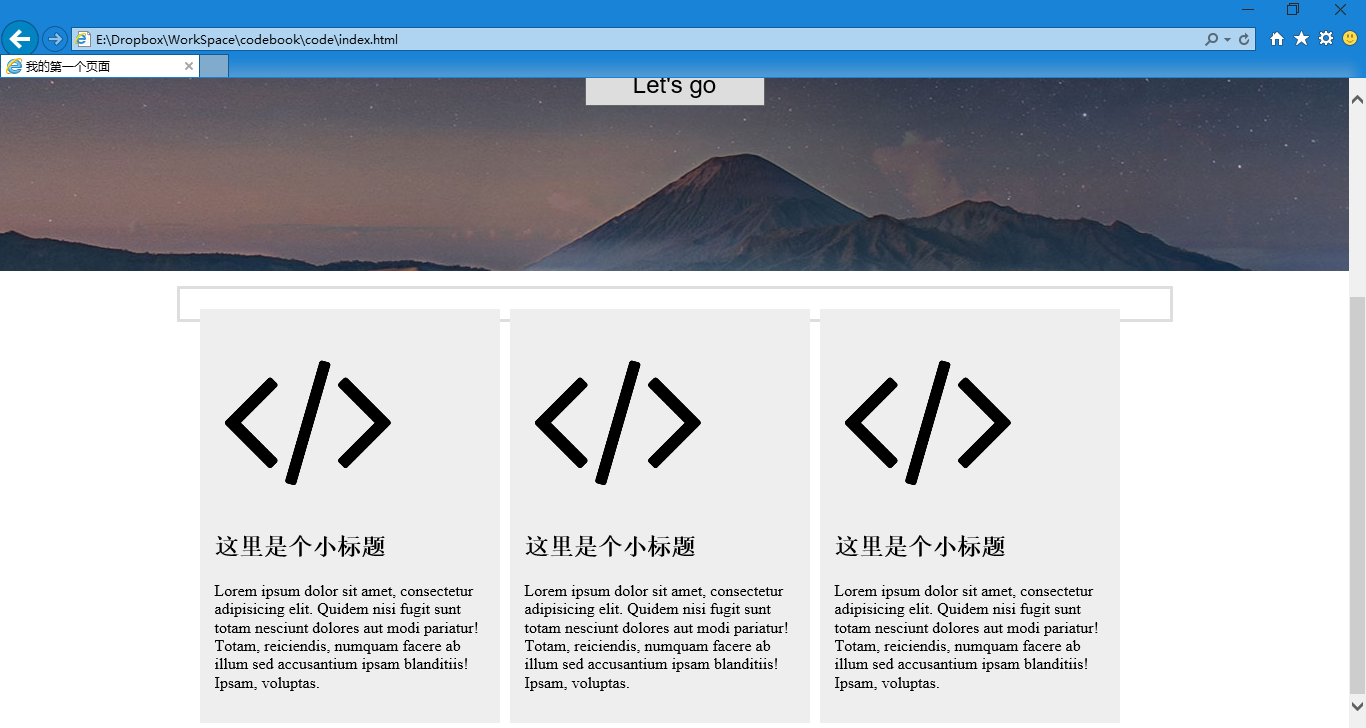 E:\Dropbox\WorkSpace\codebook\code\index.html
我的第一个页面
Let's go
这里是个小标题
Lorem ipsum dolor sit amet, consectetur
adipisicing elit. Quidem nisi fugit sunt
totam nesciunt dolores aut modi pariatur!
Totam, reiciendis, numquam facere ab
illum sed accusantium ipsam blanditiis!
Ipsam, voluptas.
这里是个小标题
Lorem ipsum dolor sit amet, consectetur
adipisicing elit. Quidem nisi fugit sunt
totam nesciunt dolores aut modi pariatur!
Totam, reiciendis, numquam facere ab
illum sed accusantium ipsam blanditiis!
Ipsam, voluptas.
这里是个小标题
Lorem ipsum dolor sit amet, consectetur
adipisicing elit. Quidem nisi fugit sunt
totam nesciunt dolores aut modi pariatur!
Totam, reiciendis, numquam facere ab
illum sed accusantium ipsam blanditiis!
Ipsam, voluptas.